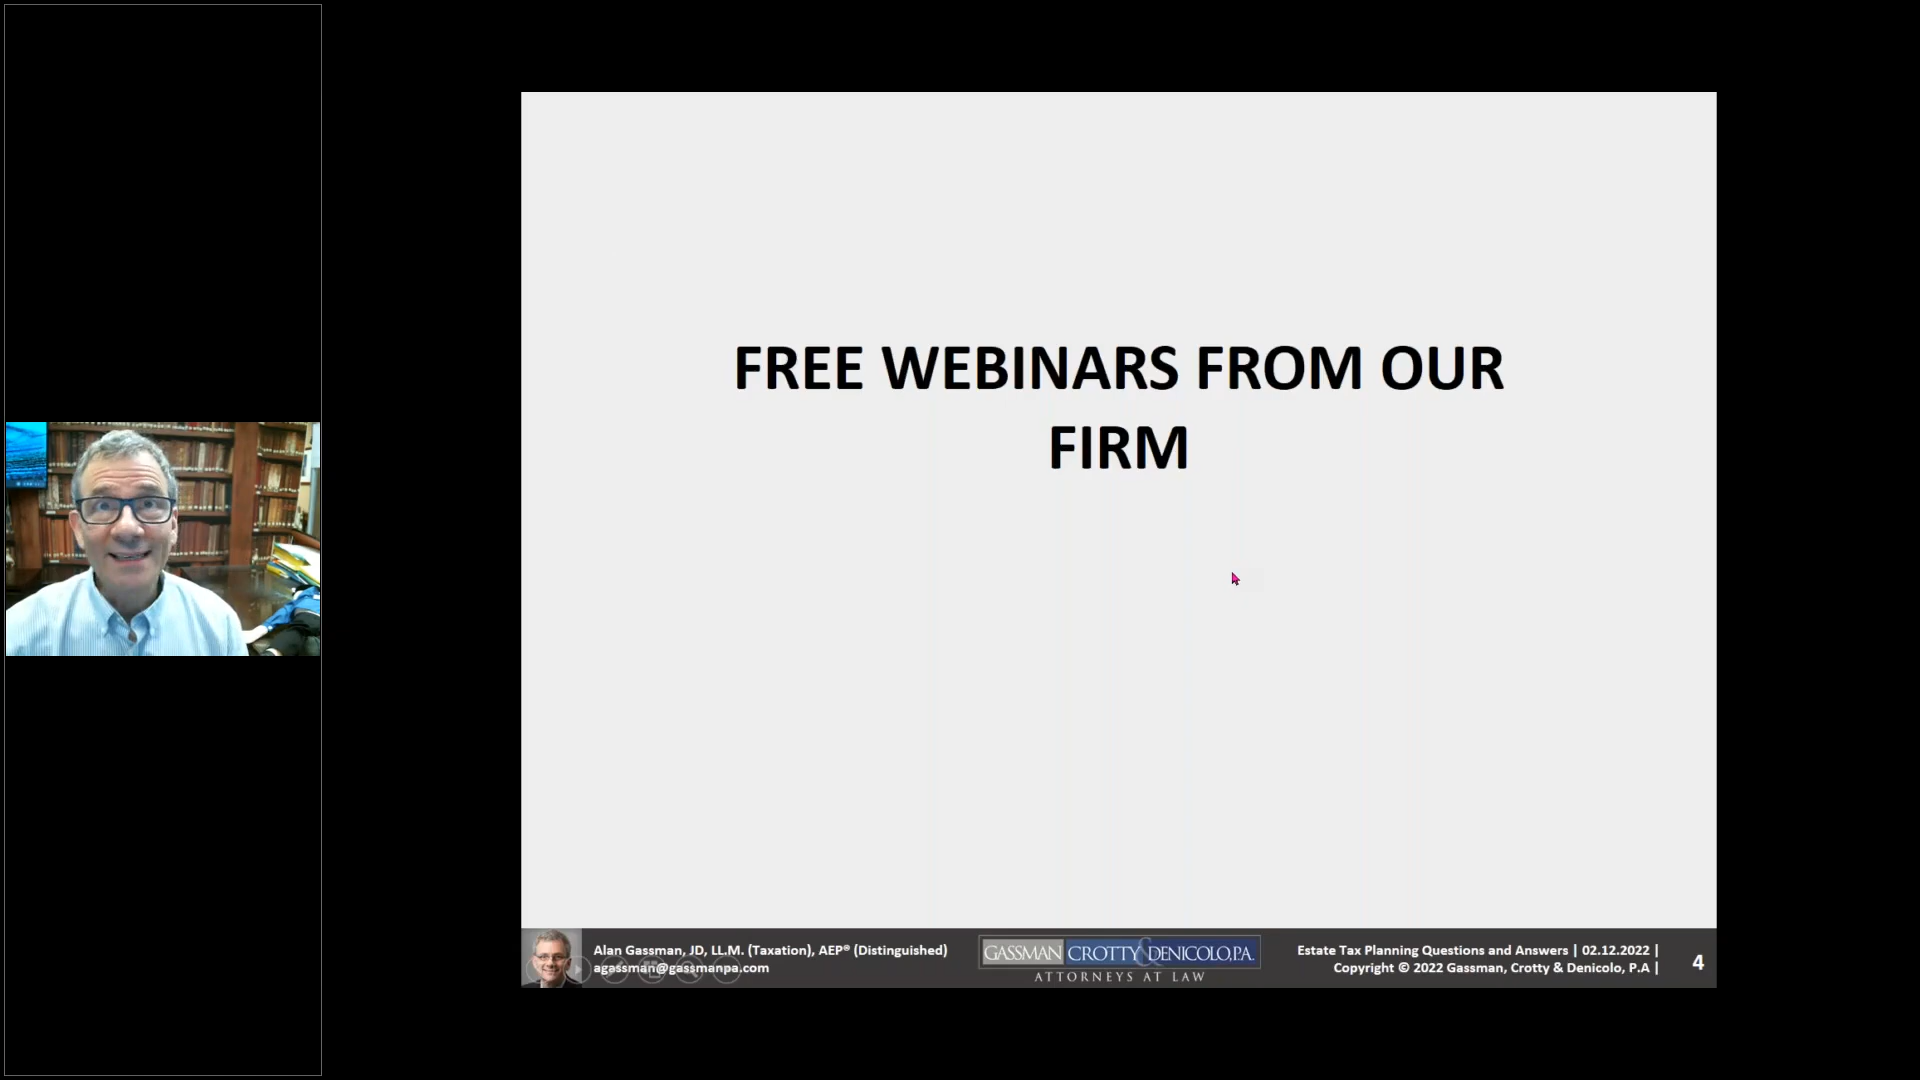 FREE WEBINARS FROM OUR
FIRM
Alan Gassman, JD, LL.M. (Taxation), AEP® (Distinguished)
agassman@gassmanpa.com
GASSMAN CROTTY & DENICOLO, P.A.
ATTORNEYS AT LAW
Estate Tax Planning Questions and Answers | 02.12.2022 |
Copyright © 2022 Gassman, Crotty & Denicolo, P.A |
4